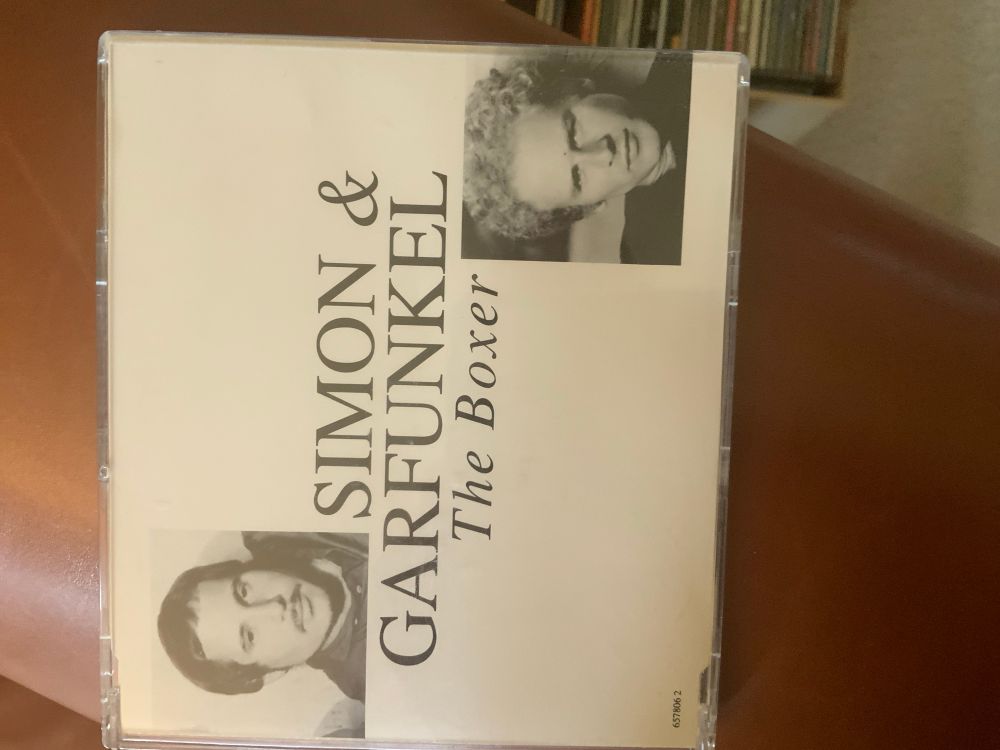 SIMON &
GARFUNKEL
The Boxer
657806 2